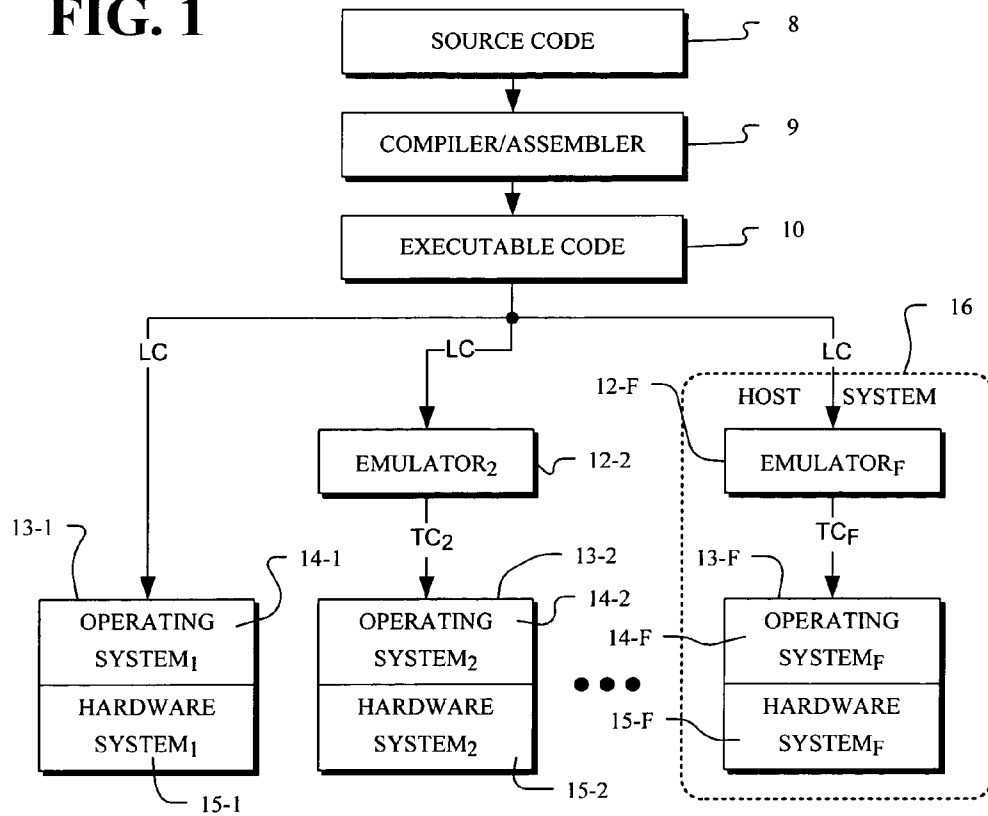 FIG. 1
SOURCE CODE
8
COMPILER/ASSEMBLER
9
EXECUTABLE CODE
10
LC
LC
LC
16
HOST SYSTEM
12-F
EMULATOR2
12-2
EMULATORF
TC2
TCF
13-1
14-1
13-2
14-2
13-F
14-F
OPERATING
SYSTEM1
HARDWARE
SYSTEM1
15-1
OPERATING
SYSTEM2
HARDWARE
SYSTEM2
15-2
OPERATING
SYSTEMF
HARDWARE
SYSTEMF
15-F